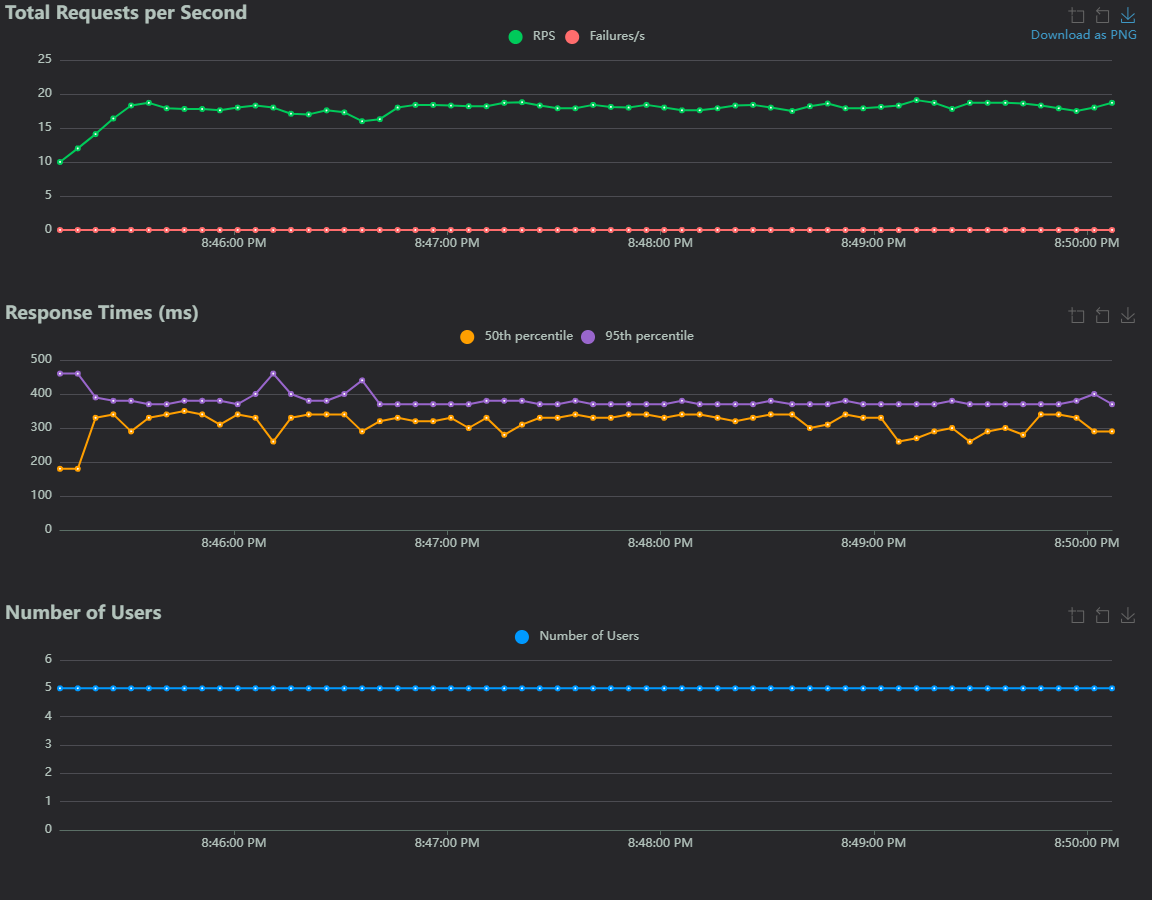 Total Requests per Second
RPS Failures/s
Download as PNG
25
20
15
10
5
0
8:46:00 PM 8:47:00 PM 8:48:00 PM 8:49:00 PM 8:50:00 PM
Response Times (ms)
50th percentile 95th percentile
500
400
300
200
100
0
8:46:00 PM 8:47:00 PM 8:48:00 PM 8:49:00 PM 8:50:00 PM
Number of Users
Number of Users
6
5
4
3
2
1
0
8:46:00 PM 8:47:00 PM 8:48:00 PM 8:49:00 PM 8:50:00 PM